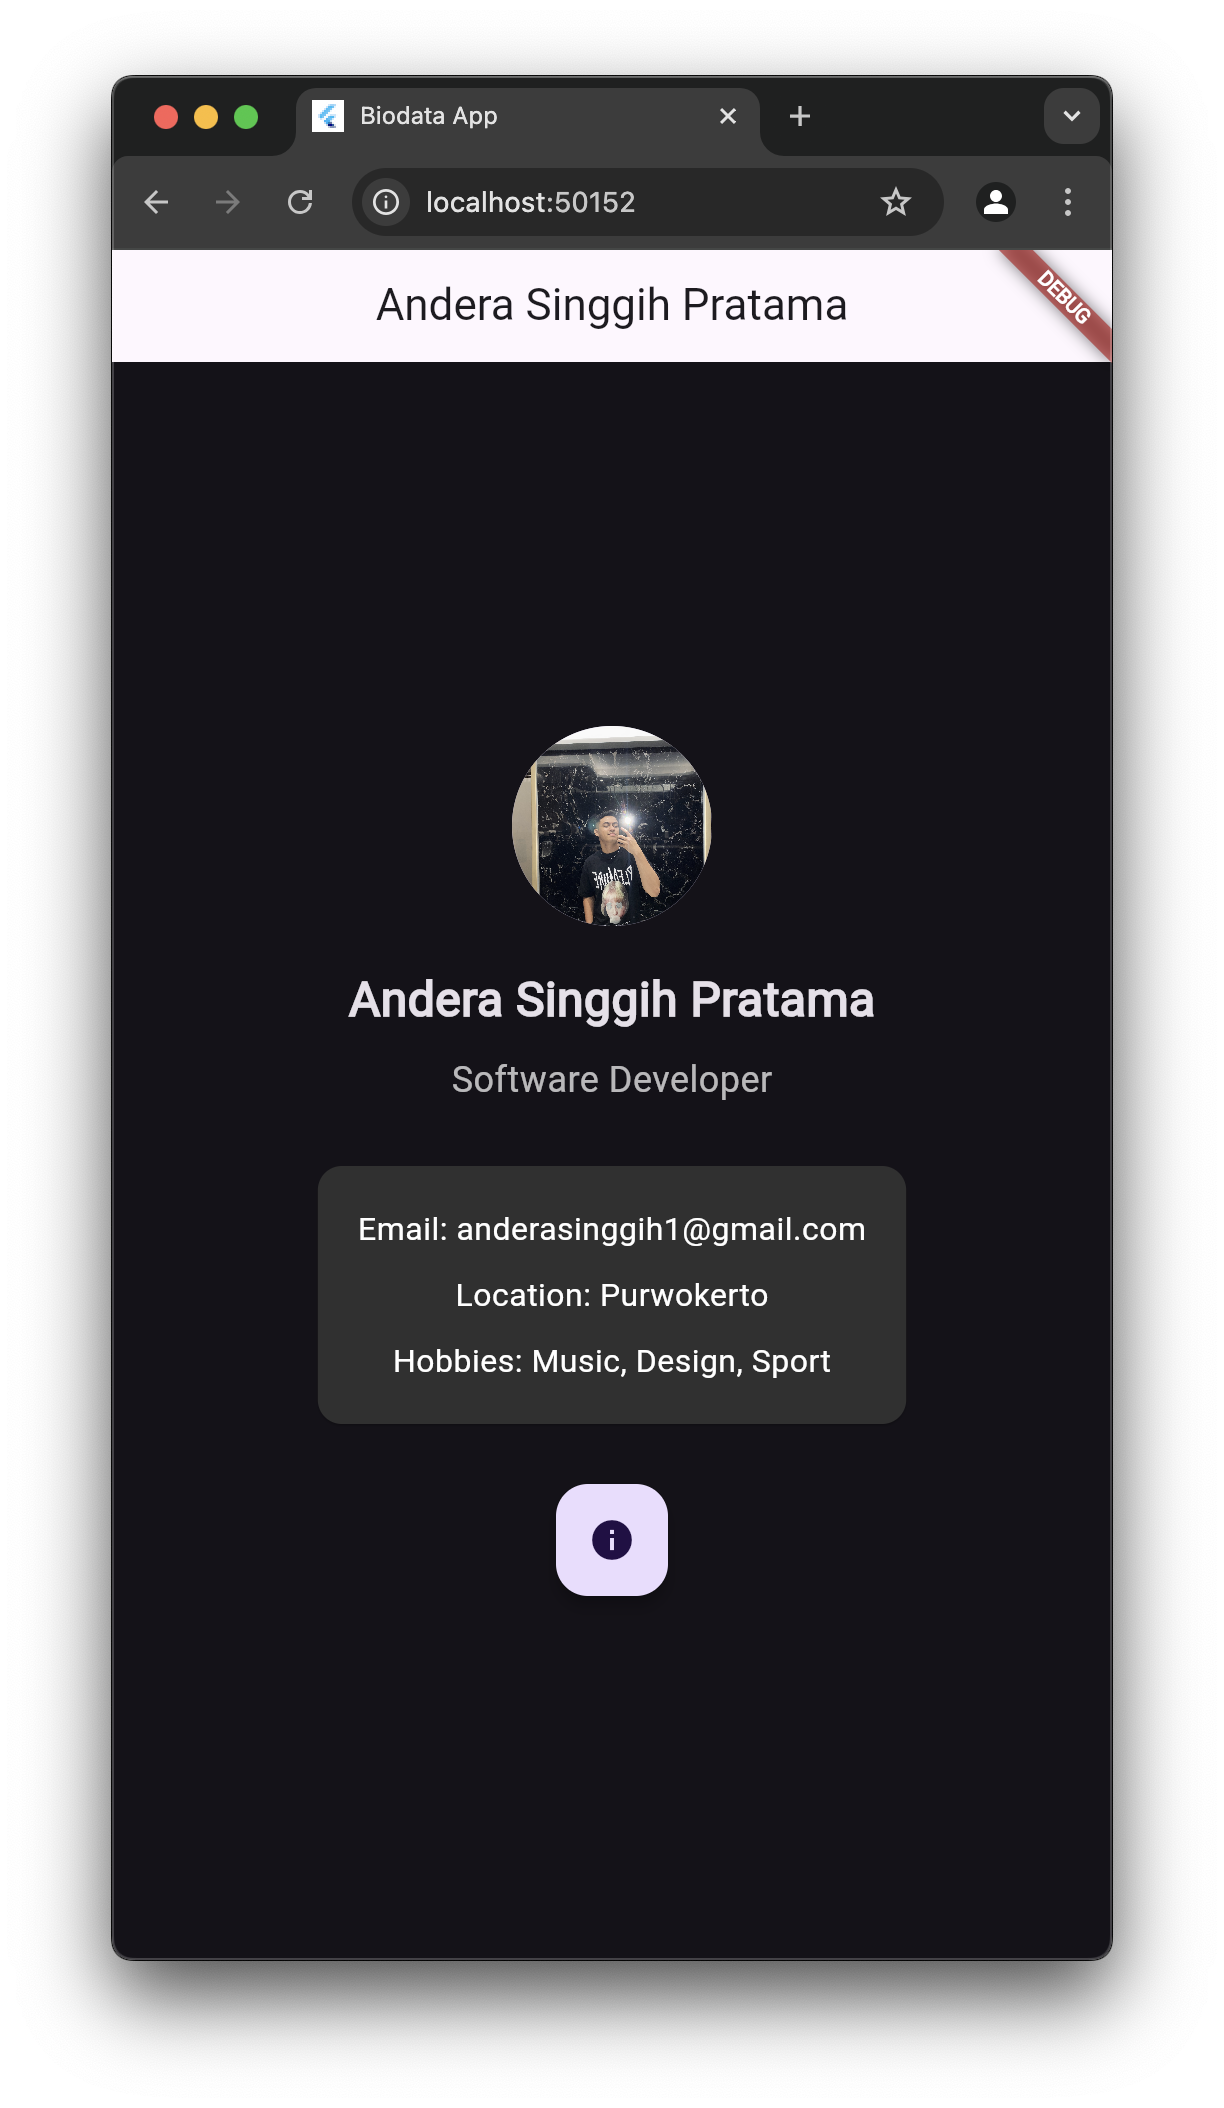 Biodata App
localhost:50152
Andera Singgih Pratama
DEBUG
Andera Singgih Pratama
Software Developer
Email: anderasinggih1@gmail.com
Location: Purwokerto
Hobbies: Music, Design, Sport